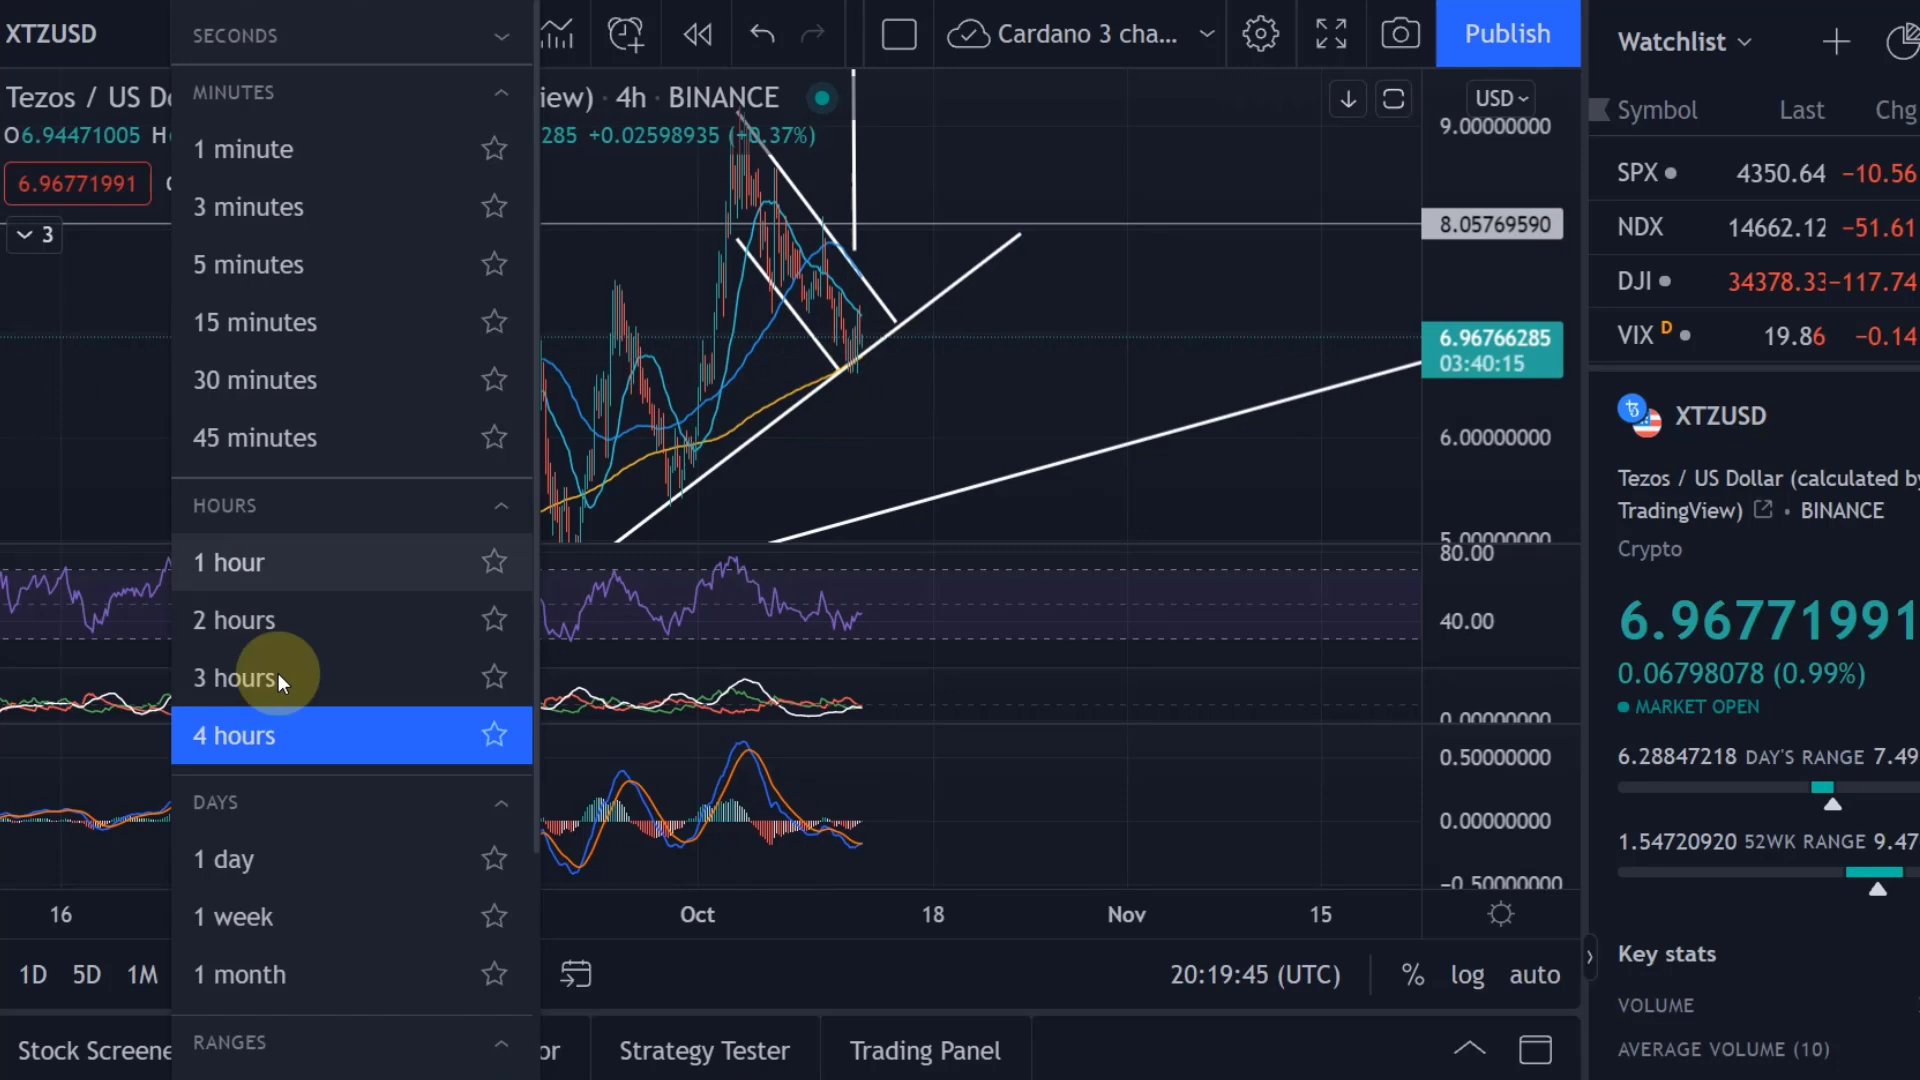 XTZUSD
SECONDS
Cardano 3 cha...
Publish
Watchlist
MINUTES
1 minute
3 minutes
5 minutes
15 minutes
30 minutes
45 minutes
HOURS
1 hour
2 hours
3 hours
4 hours
DAYS
1 day
1 week
1 month
RANGES
Tezos / US Do
iew) · 4h · BINANCE
O6.94471005 H
285 +0.02598935 (+0.37%)
6.96771991
3
USD
9.00000000
8.05769590
6.96766285
03:40:15
6.00000000
5.00000000
80.00
40.00
0.00000000
0.50000000
0.00000000
−0.50000000
16
Oct
18
Nov
15
1D 5D 1M
20:19:45 (UTC)
% log auto
Stock Screene
or
Strategy Tester
Trading Panel
Symbol Last Chg
SPX 4350.64 −10.56
NDX 14662.12 −51.61
DJI 34378.33 −117.74
VIX D 19.86 −0.14
XTZUSD
Tezos / US Dollar (calculated by
TradingView) · BINANCE
Crypto
6.96771991
0.06798078 (0.99%)
MARKET OPEN
6.28847218 DAY'S RANGE 7.49
1.54720920 52WK RANGE 9.47
Key stats
VOLUME
AVERAGE VOLUME (10)